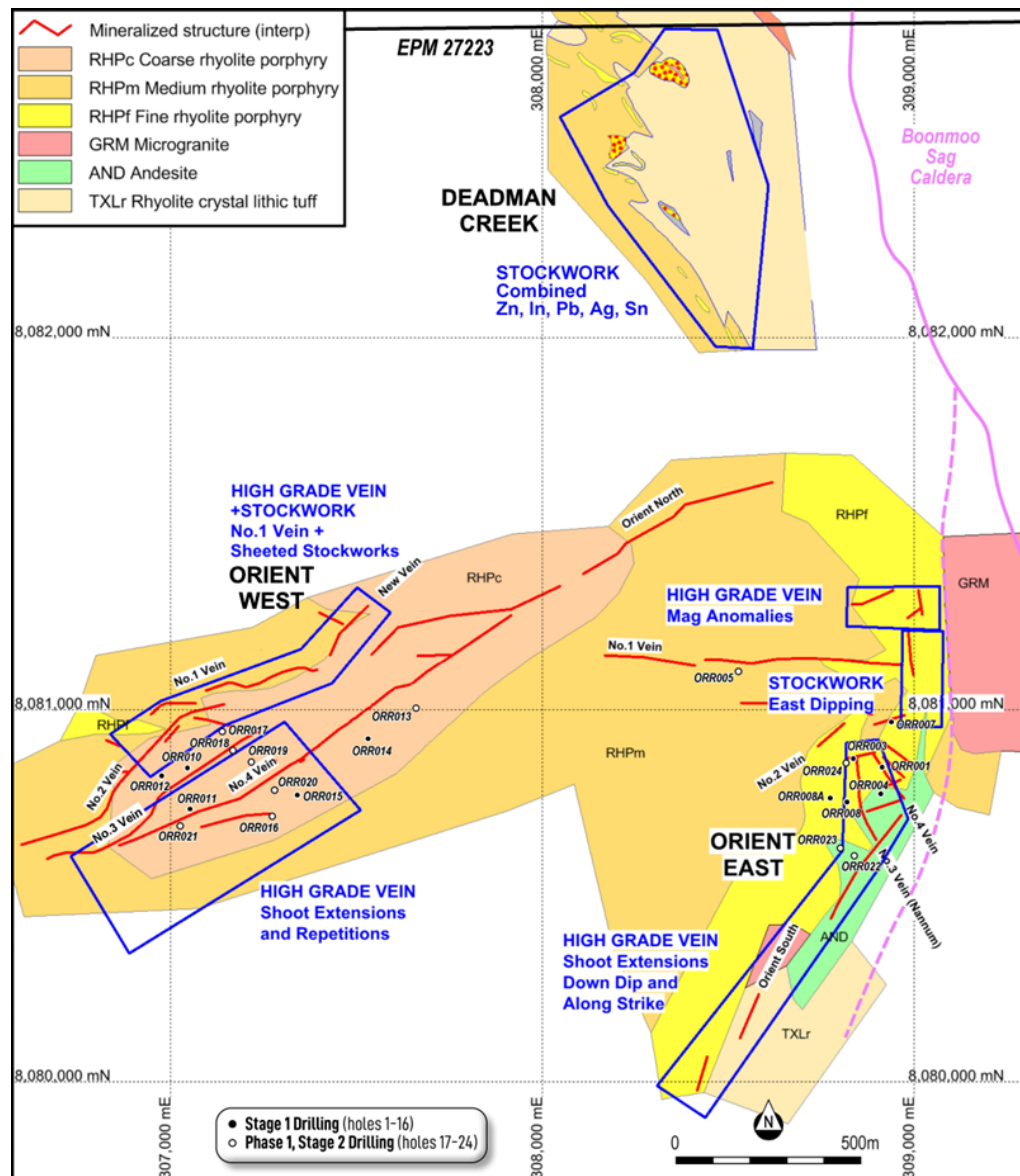 Mineralized structure (interp)
RHPc Coarse rhyolite porphyry
RHPm Medium rhyolite porphyry
RHPf Fine rhyolite porphyry
GRM Microgranite
AND Andesite
TXLr Rhyolite crystal lithic tuff
EPM 27223
308,000 mE
309,000 mE
Boonmoo
Sag
Caldera
DEADMAN
CREEK
STOCKWORK
Combined
Zn, In, Pb, Ag, Sn
8,082,000 mN
8,082,000 mN
HIGH GRADE VEIN
+STOCKWORK
No.1 Vein +
Sheeted Stockworks
ORIENT
WEST
New Vein
RHPc
Orient North
RHPf
GRM
HIGH GRADE VEIN
Mag Anomalies
No.1 Vein
No.1 Vein
ORR005
STOCKWORK
East Dipping
8,081,000 mN
8,081,000 mN
RHPf
ORR017
ORR018
ORR019
ORR010
ORR012
ORR011
ORR020
ORR015
ORR016
ORR021
ORR013
ORR014
No.2 Vein
No.3 Vein
No.4 Vein
RHPm
ORR007
ORR003
ORR001
ORR024
No.2 Vein
ORR004
ORR008A
ORR008
ORR023
ORR022
No.4 Vein
No.3 Vein (Nannum)
ORIENT
EAST
HIGH GRADE VEIN
Shoot Extensions
and Repetitions
HIGH GRADE VEIN
Shoot Extensions
Down Dip and
Along Strike
Orient South
AND
TXLr
8,080,000 mN
8,080,000 mN
Stage 1 Drilling (holes 1-16)
Phase 1, Stage 2 Drilling (holes 17-24)
N
0
500m
307,000 mE
308,000 mE
309,000 mE